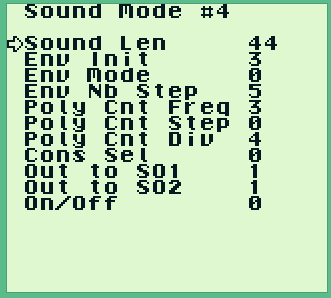 Sound Mode #4
Sound Len 44
Env Init 3
Env Mode 0
Env Nb Step 5
Poly Cnt Freq 3
Poly Cnt Step 0
Poly Cnt Div 4
Cons Sel 0
Out to SO1 1
Out to SO2 1
On/Off 0